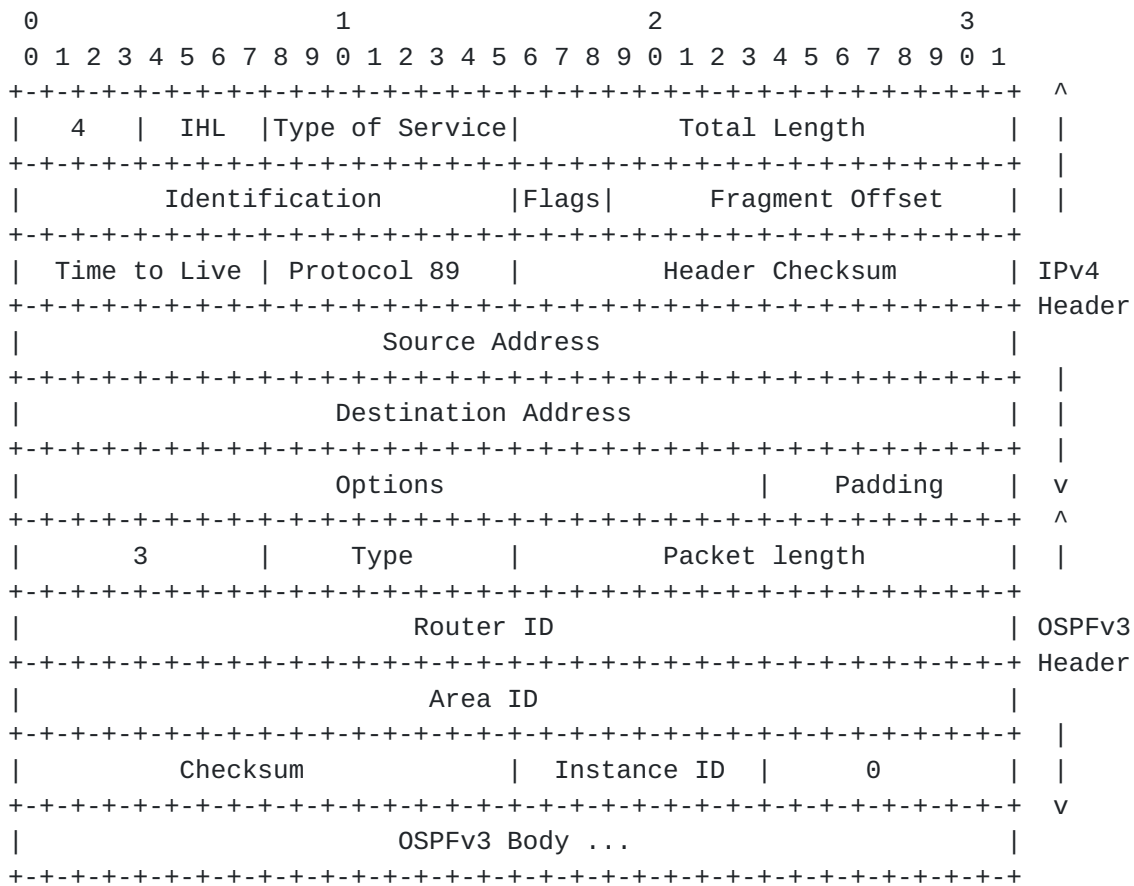 0                   1                   2                   3
 0 1 2 3 4 5 6 7 8 9 0 1 2 3 4 5 6 7 8 9 0 1 2 3 4 5 6 7 8 9 0 1
+-+-+-+-+-+-+-+-+-+-+-+-+-+-+-+-+-+-+-+-+-+-+-+-+-+-+-+-+-+-+-+-+  ^
|   4   |  IHL  |Type of Service|          Total Length         |  |
+-+-+-+-+-+-+-+-+-+-+-+-+-+-+-+-+-+-+-+-+-+-+-+-+-+-+-+-+-+-+-+-+  |
|         Identification        |Flags|      Fragment Offset    |  |
+-+-+-+-+-+-+-+-+-+-+-+-+-+-+-+-+-+-+-+-+-+-+-+-+-+-+-+-+-+-+-+-+
|  Time to Live | Protocol 89   |         Header Checksum       | IPv4
+-+-+-+-+-+-+-+-+-+-+-+-+-+-+-+-+-+-+-+-+-+-+-+-+-+-+-+-+-+-+-+-+ Header
|                       Source Address                          |
+-+-+-+-+-+-+-+-+-+-+-+-+-+-+-+-+-+-+-+-+-+-+-+-+-+-+-+-+-+-+-+-+  |
|                    Destination Address                        |  |
+-+-+-+-+-+-+-+-+-+-+-+-+-+-+-+-+-+-+-+-+-+-+-+-+-+-+-+-+-+-+-+-+  |
|                    Options                    |    Padding    |  v
+-+-+-+-+-+-+-+-+-+-+-+-+-+-+-+-+-+-+-+-+-+-+-+-+-+-+-+-+-+-+-+-+  ^
|       3       |     Type      |         Packet length         |  |
+-+-+-+-+-+-+-+-+-+-+-+-+-+-+-+-+-+-+-+-+-+-+-+-+-+-+-+-+-+-+-+-+
|                         Router ID                             | OSPFv3
+-+-+-+-+-+-+-+-+-+-+-+-+-+-+-+-+-+-+-+-+-+-+-+-+-+-+-+-+-+-+-+-+ Header
|                          Area ID                              |
+-+-+-+-+-+-+-+-+-+-+-+-+-+-+-+-+-+-+-+-+-+-+-+-+-+-+-+-+-+-+-+-+  |
|          Checksum             |  Instance ID  |      0        |  |
+-+-+-+-+-+-+-+-+-+-+-+-+-+-+-+-+-+-+-+-+-+-+-+-+-+-+-+-+-+-+-+-+  v
|                        OSPFv3 Body ...                        |
+-+-+-+-+-+-+-+-+-+-+-+-+-+-+-+-+-+-+-+-+-+-+-+-+-+-+-+-+-+-+-+-+